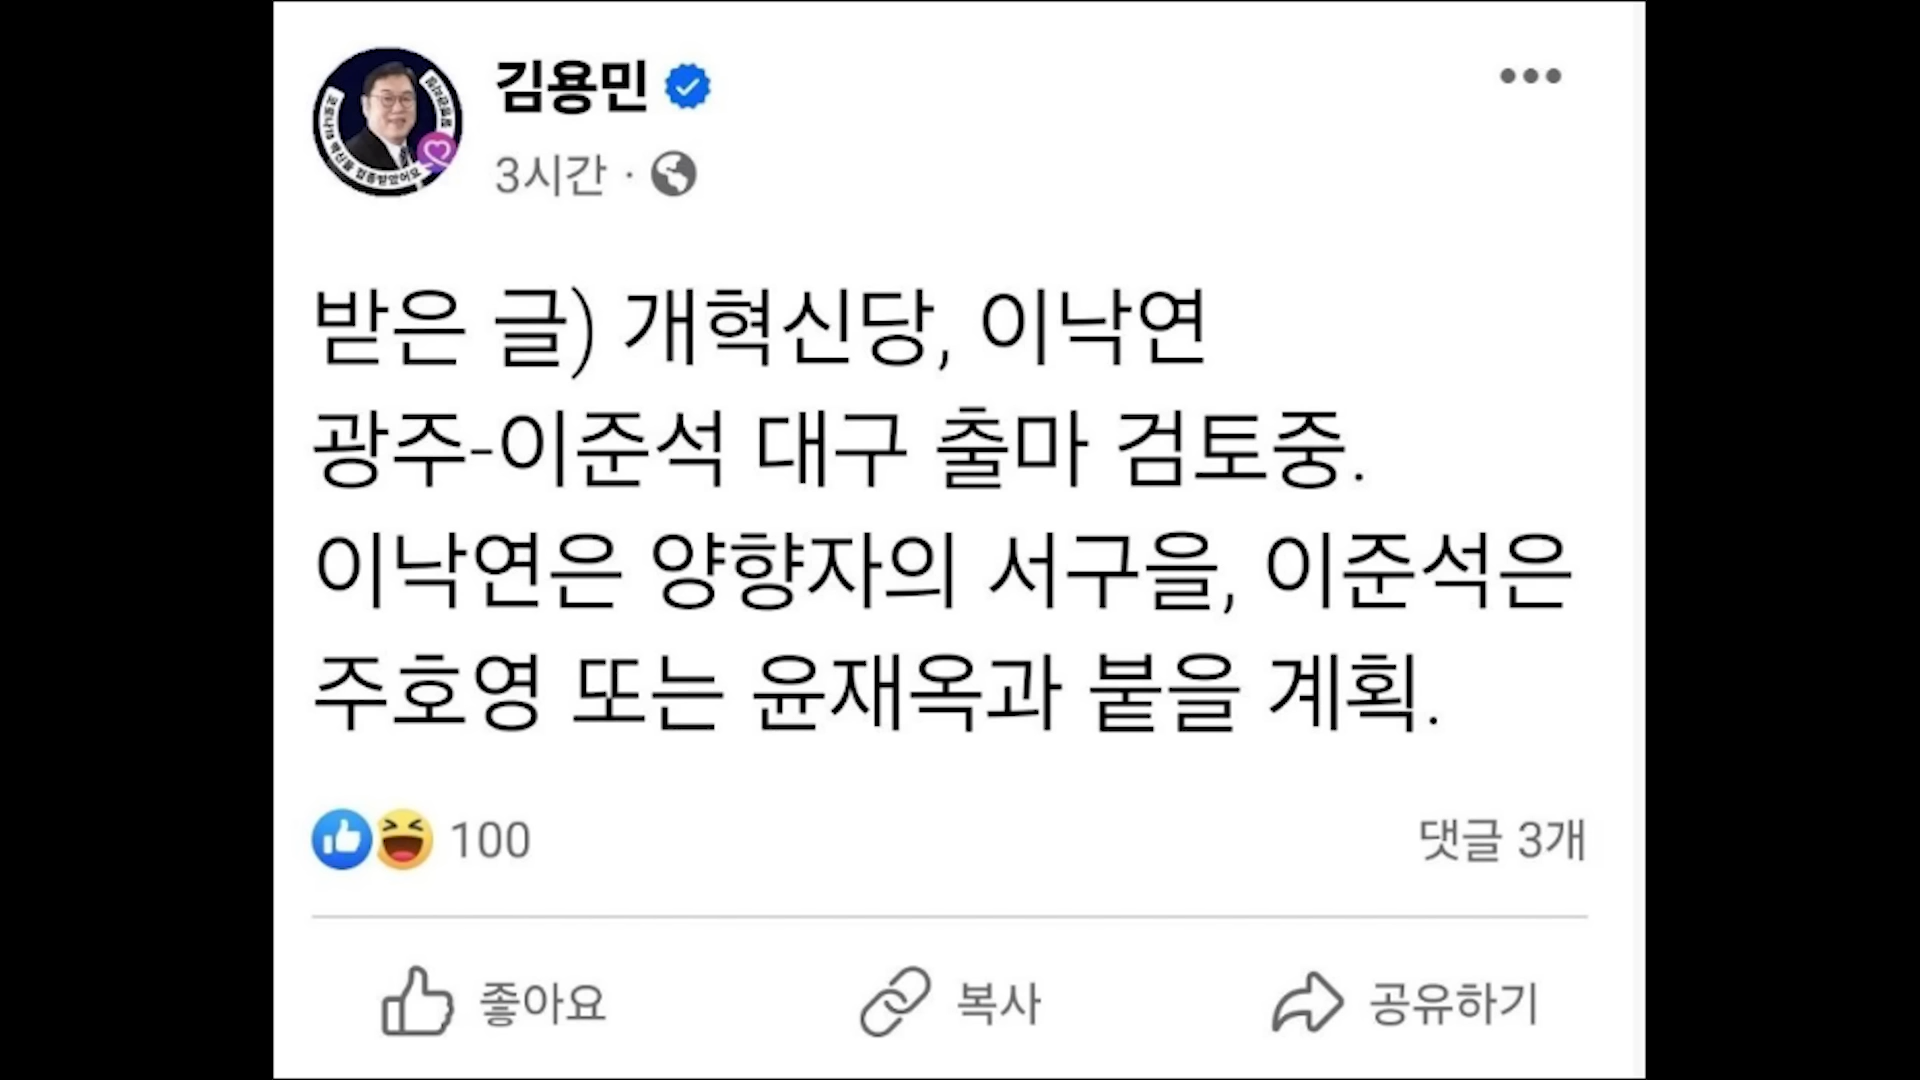 김용민
3시간 ·
받은 글) 개혁신당, 이낙연
광주-이준석 대구 출마 검토중.
이낙연은 양향자의 서구을, 이준석은
주호영 또는 윤재옥과 붙을 계획.
100
댓글 3개
좋아요
복사
공유하기